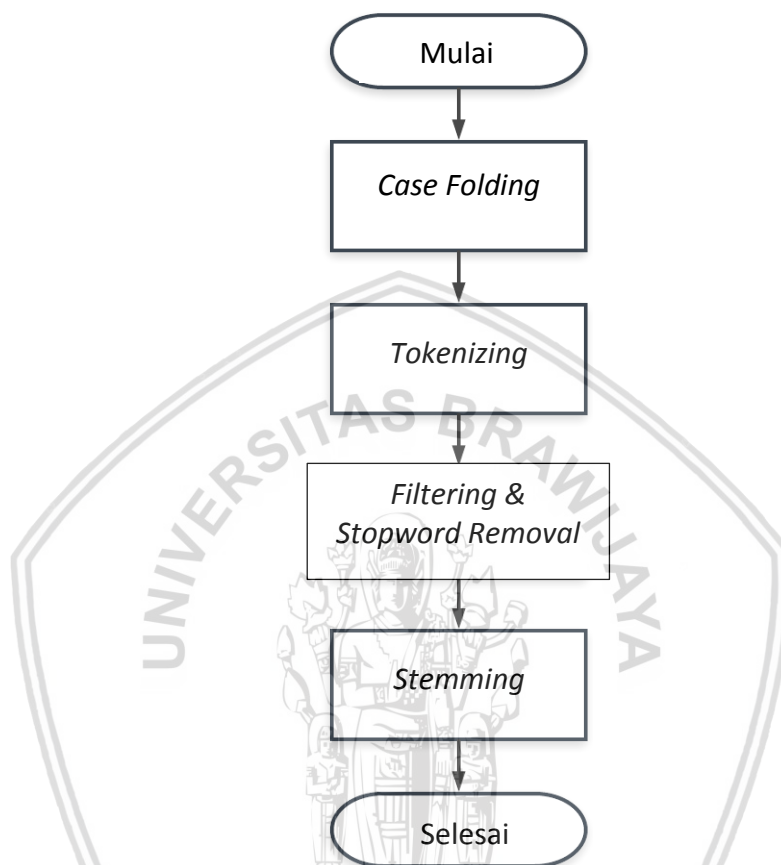 Mulai
Case Folding
Tokenizing
UNIVERSITAS BRAWIJAYA
Filtering &
Stopword Removal
Stemming
Selesai